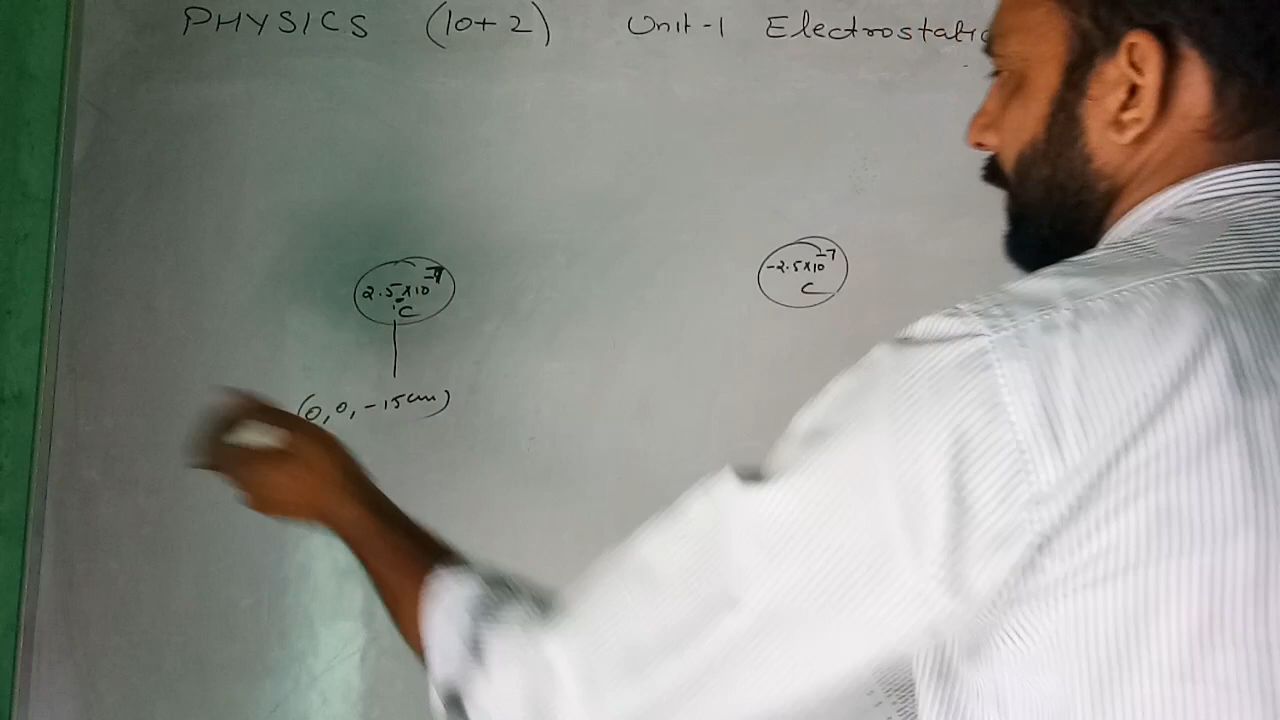 PHYSICS (10+2) Unit-1 Electrostatic
2.5×10⁻⁷
C
-2.5×10⁻⁷
C
(0,0,-15cm)